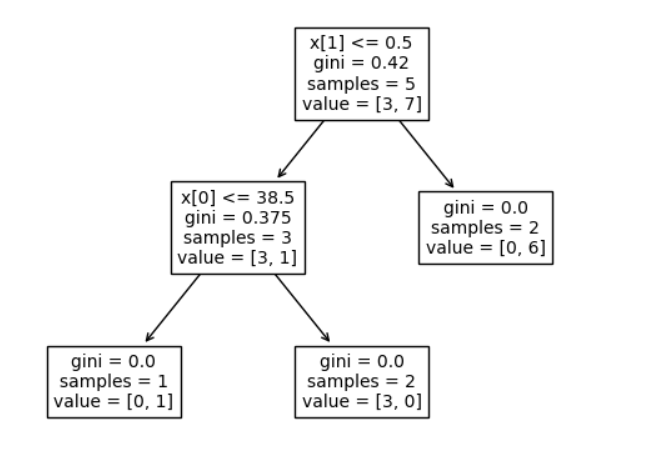 x[1] <= 0.5
gini = 0.42
samples = 5
value = [3, 7]
x[0] <= 38.5
gini = 0.375
samples = 3
value = [3, 1]
gini = 0.0
samples = 2
value = [0, 6]
gini = 0.0
samples = 1
value = [0, 1]
gini = 0.0
samples = 2
value = [3, 0]